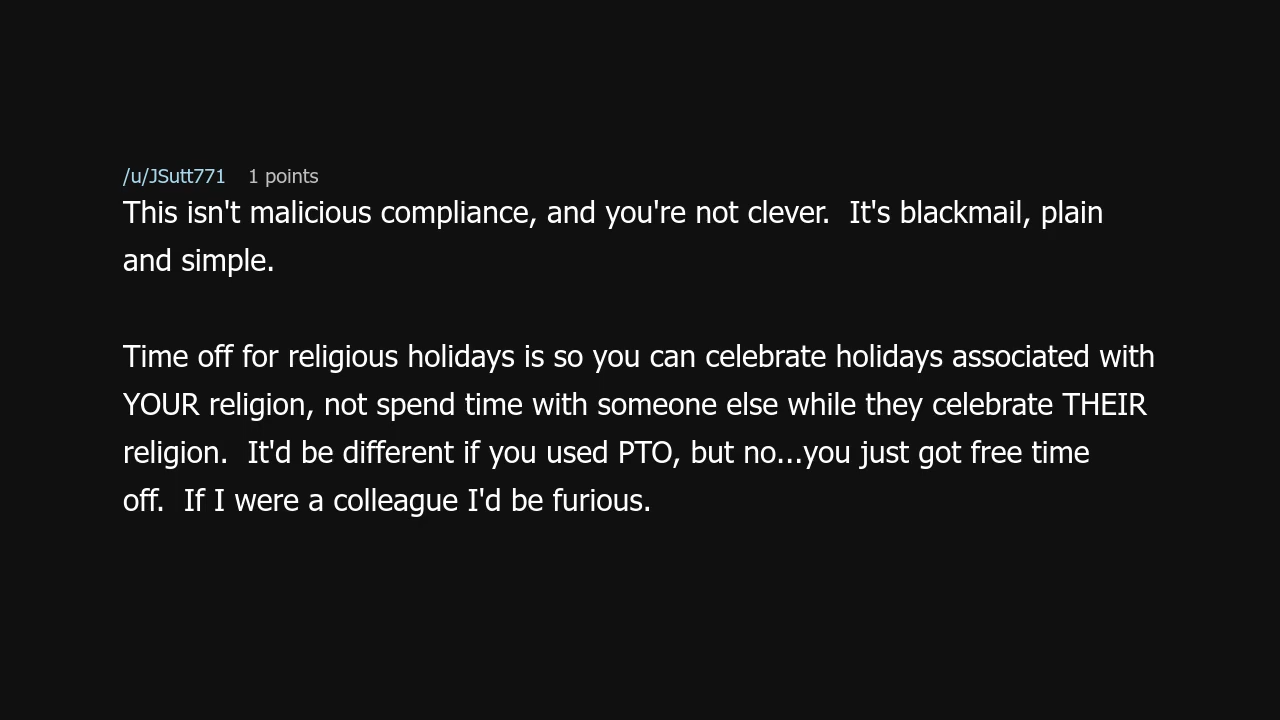 /u/JSutt771 1 points
This isn't malicious compliance, and you're not clever.  It's blackmail, plain
and simple.
Time off for religious holidays is so you can celebrate holidays associated with
YOUR religion, not spend time with someone else while they celebrate THEIR
religion.  It'd be different if you used PTO, but no...you just got free time
off.  If I were a colleague I'd be furious.